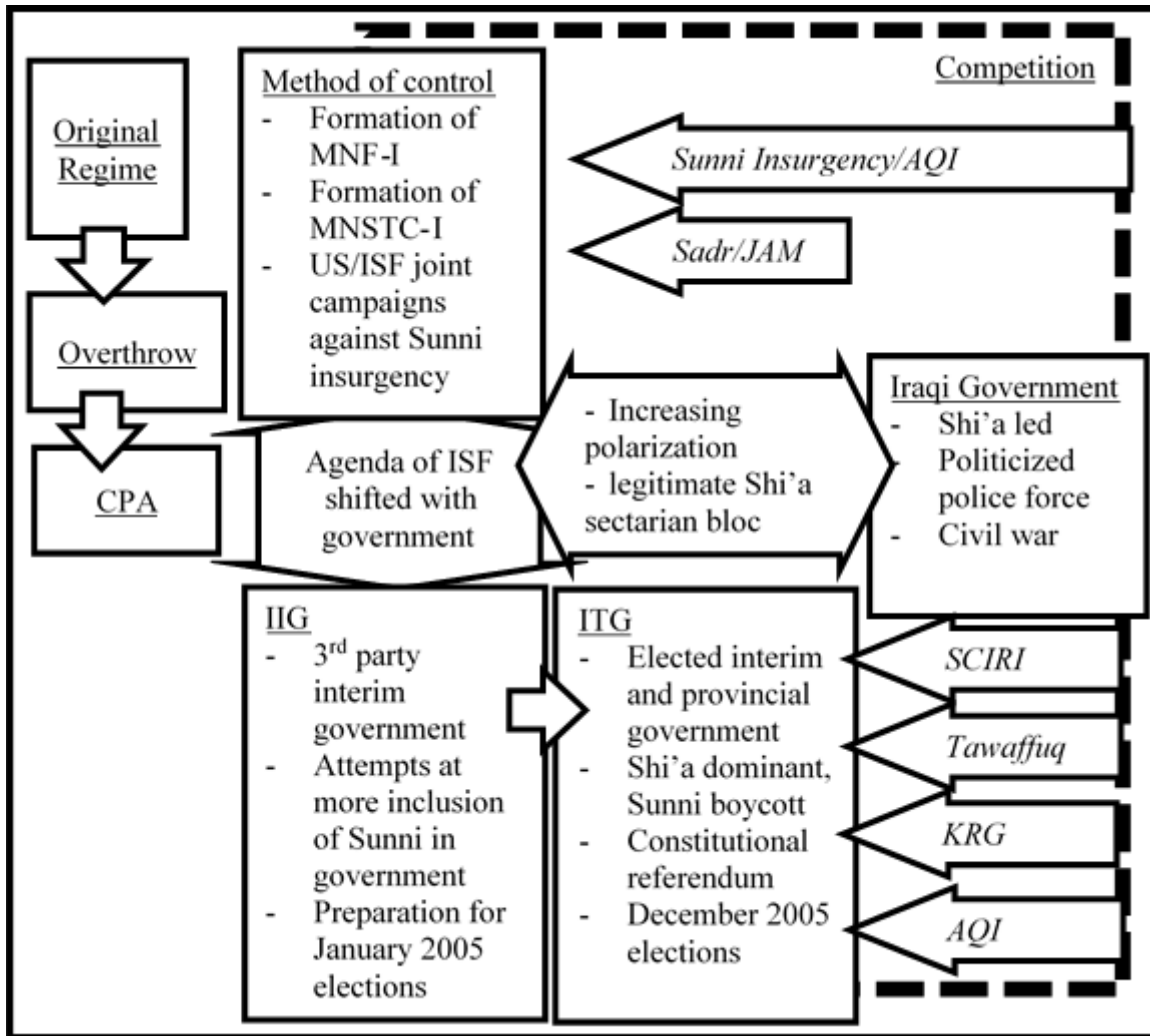 Original
Regime
Overthrow
CPA
Method of control
- Formation of
MNF-I
- Formation of
MNSTC-I
- US/ISF joint
campaigns
against Sunni
insurgency
Competition
Sunni Insurgency/AQI
Sadr/JAM
Agenda of ISF
shifted with
government
- Increasing
polarization
- legitimate Shi'a
sectarian bloc
Iraqi Government
- Shi'a led
- Politicized
police force
- Civil war
IIG
- 3rd party
interim
government
- Attempts at
more inclusion
of Sunni in
government
- Preparation for
January 2005
elections
ITG
- Elected interim
and provincial
government
- Shi'a dominant,
Sunni boycott
- Constitutional
referendum
- December 2005
elections
SCIRI
Tawaffuq
KRG
AQI